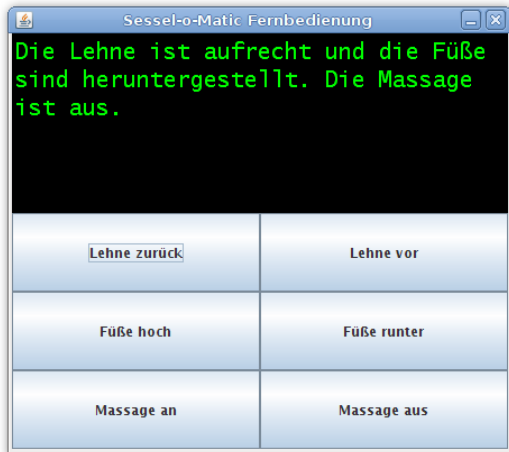 Sessel-o-Matic Fernbedienung
Die Lehne ist aufrecht und die Füße
sind heruntergestellt. Die Massage
ist aus.
Lehne zurück
Lehne vor
Füße hoch
Füße runter
Massage an
Massage aus